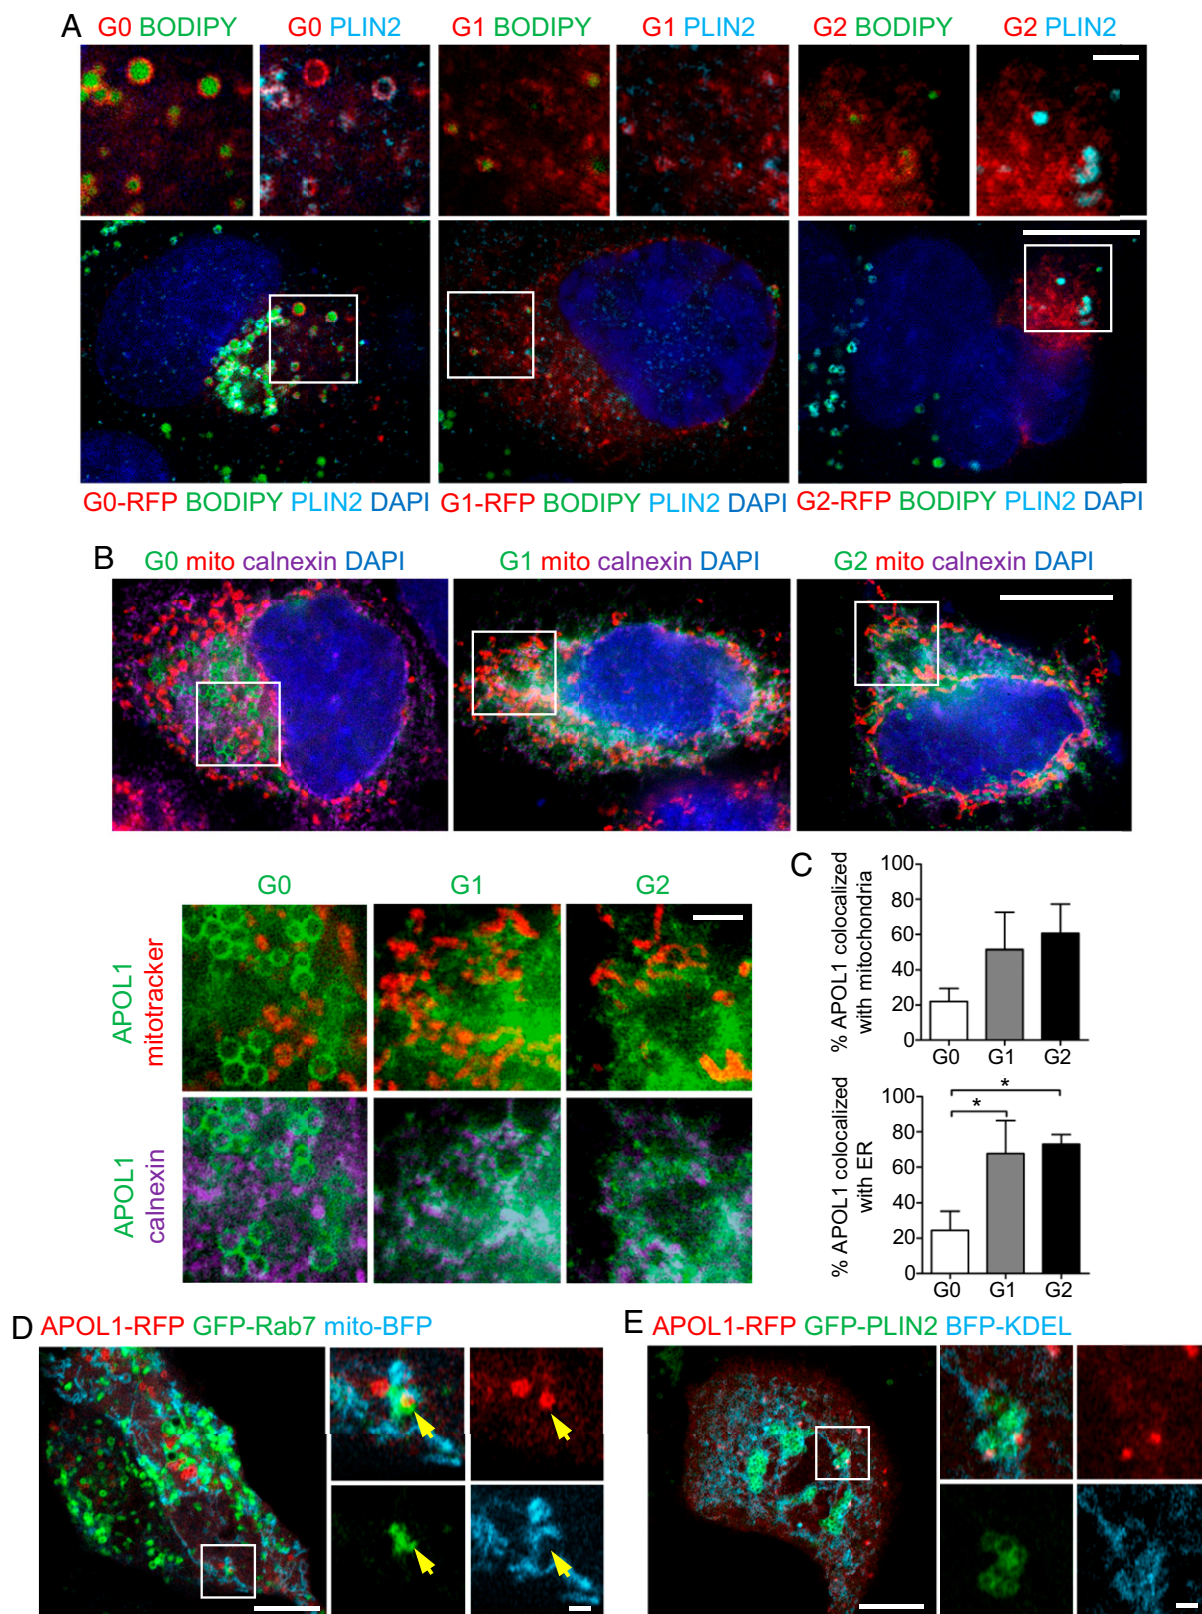 A
G0 BODIPY G0 PLIN2 G1 BODIPY G1 PLIN2 G2 BODIPY G2 PLIN2
G0-RFP BODIPY PLIN2 DAPI G1-RFP BODIPY PLIN2 DAPI G2-RFP BODIPY PLIN2 DAPI
B
G0 mito calnexin DAPI G1 mito calnexin DAPI G2 mito calnexin DAPI
G0 G1 G2
APOL1
mitotracker
APOL1
calnexin
C
% APOL1 colocalized
with mitochondria
100
80
60
40
20
0
G0 G1 G2
% APOL1 colocalized
with ER
100
80
60
40
20
0
*
*
G0 G1 G2
D
APOL1-RFP GFP-Rab7 mito-BFP
E
APOL1-RFP GFP-PLIN2 BFP-KDEL